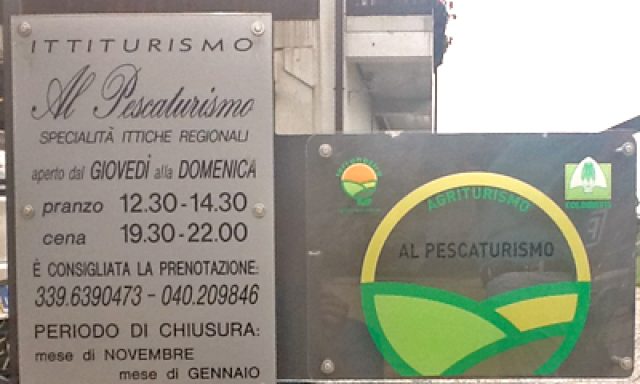 ITTITURISMO
Al Pescaturismo
SPECIALITÀ ITTICHE REGIONALI
aperto dal GIOVEDÌ alla DOMENICA
pranzo 12.30-14.30
cena 19.30-22.00
È CONSIGLIATA LA PRENOTAZIONE:
339.6390473 - 040.209846
PERIODO DI CHIUSURA:
mese di NOVEMBRE
mese di GENNAIO
AGRITURISMO
AL PESCATURISMO
COLDIRETTI